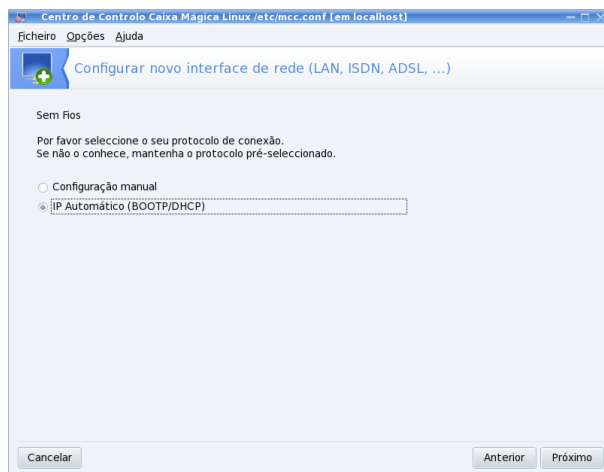 Centro de Controlo Caixa Mágica Linux /etc/mcc.conf [em localhost]
Ficheiro Opções Ajuda
Configurar novo interface de rede (LAN, ISDN, ADSL, ...)
Sem Fios
Por favor seleccione o seu protocolo de conexão.
Se não o conhece, mantenha o protocolo pré-seleccionado.
Configuração manual
IP Automático (BOOTP/DHCP)
Cancelar Anterior Próximo